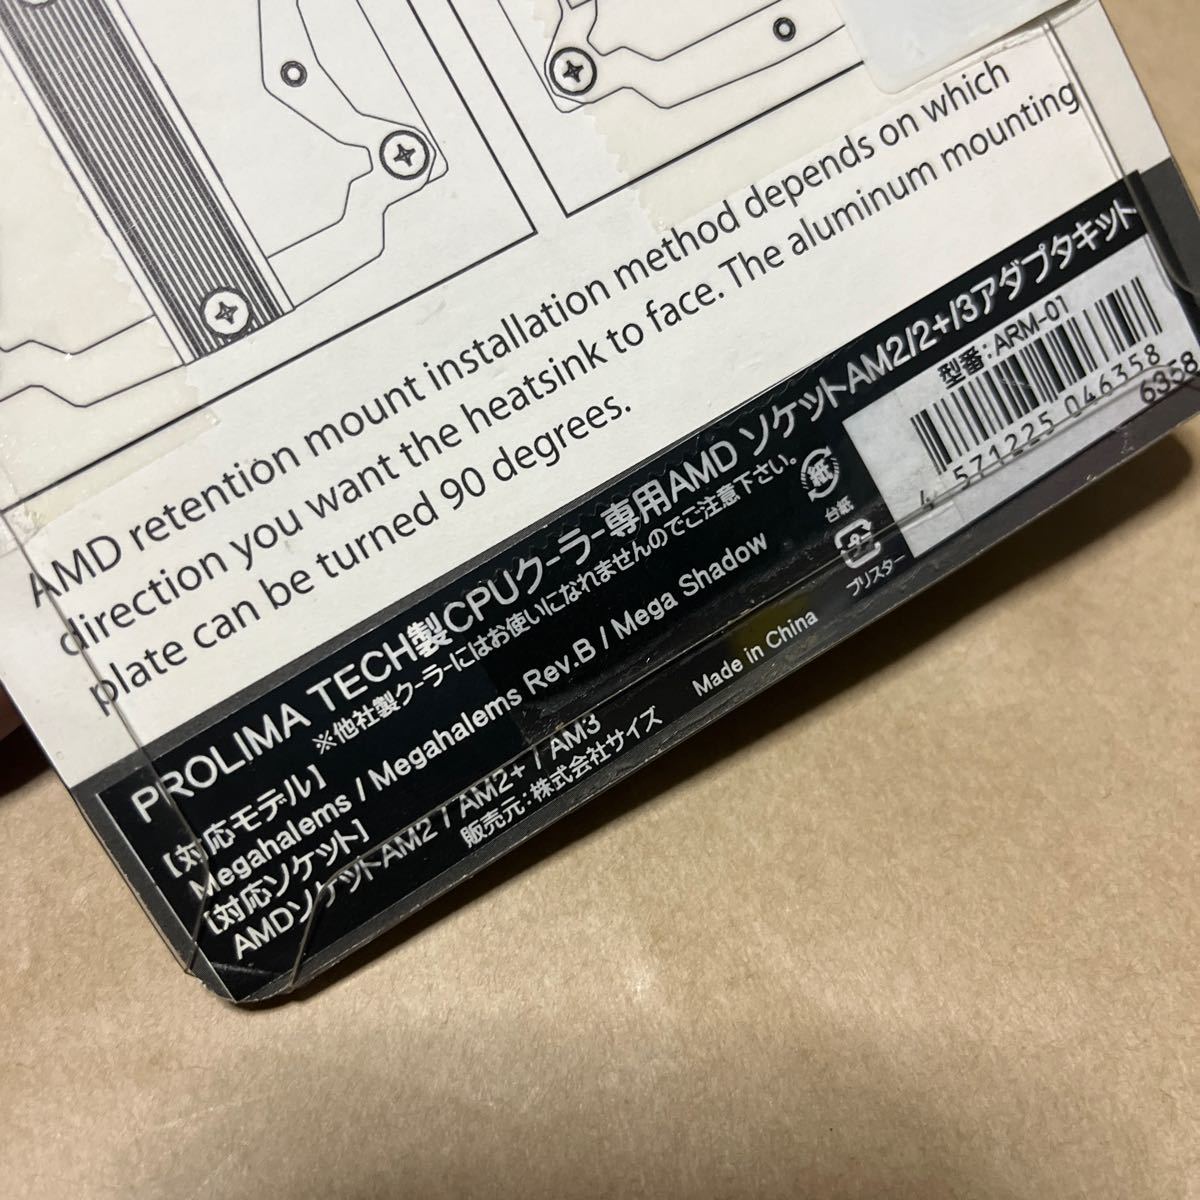 AMD retention mount installation method depends on which
direction you want the heatsink to face. The aluminum mounting
plate can be turned 90 degrees.
PROLIMA TECH製CPUクーラー専用AMD ソケットAM2/2+/3アダプタキット
※他社製クーラーにはお使いになれませんのでご注意下さい。
【対応モデル】
Megahalems / Megahalems Rev.B / Mega Shadow
【対応ソケット】
AMDソケットAM2 / AM2+ / AM3
販売元:株式会社サイズ
Made in China
紙
台紙
プラ
ブリスター
型番:ARM-01
4 571225 046358
6358